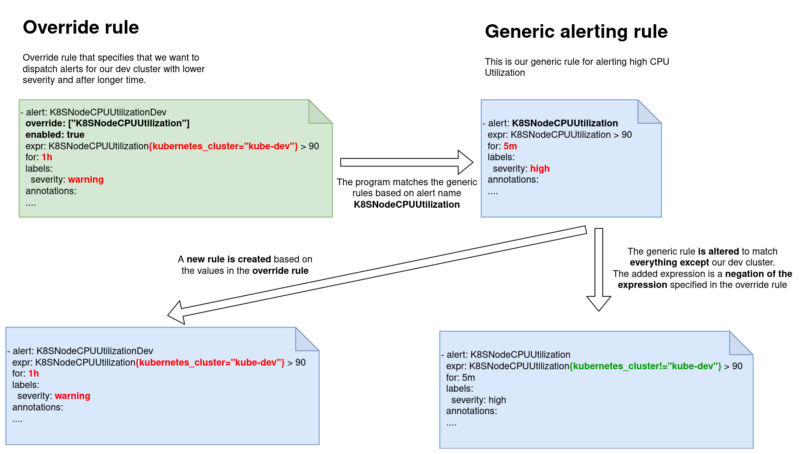 Override rule
Override rule that specifies that we want to
dispatch alerts for our dev cluster with lower
severity and after longer time.
- alert: K8SNodeCPUUtilizationDev
override: ["K8SNodeCPUUtilization"]
enabled: true
expr: K8SNodeCPUUtilization{kubernetes_cluster="kube-dev"} > 90
for: 1h
labels:
severity: warning
annotations:
....
The program matches the generic
rules based on alert name
K8SNodeCPUUtilization
Generic alerting rule
This is our generic rule for alerting high CPU
Utilization
- alert: K8SNodeCPUUtilization
expr: K8SNodeCPUUtilization > 90
for: 5m
labels:
severity: high
annotations:
....
A new rule is created based on
the values in the override rule
The generic rule is altered to match
everything except our dev cluster.
The added expression is a negation of the
expression specified in the override rule
- alert: K8SNodeCPUUtilizationDev
expr: K8SNodeCPUUtilization{kubernetes_cluster="kube-dev"} > 90
for: 1h
labels:
severity: warning
annotations:
....
- alert: K8SNodeCPUUtilization
expr: K8SNodeCPUUtilization{kubernetes_cluster!="kube-dev"} > 90
for: 5m
labels:
severity: high
annotations:
....